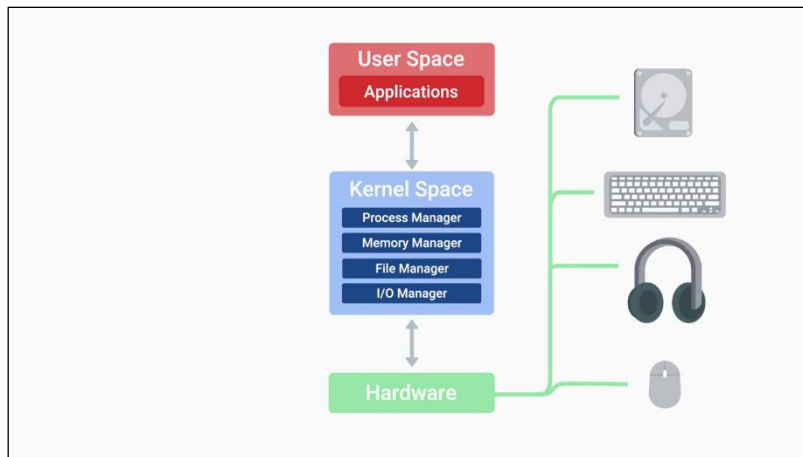 User Space
Applications
Kernel Space
Process Manager
Memory Manager
File Manager
I/O Manager
Hardware